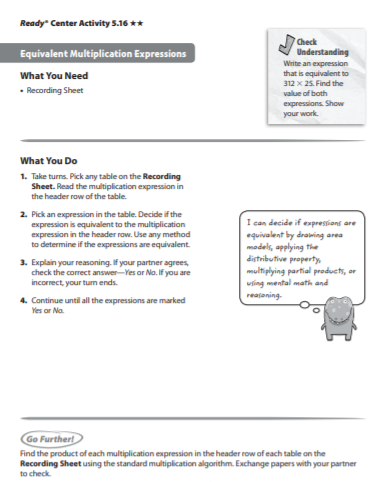 Ready® Center Activity 5.16 ★★
Equivalent Multiplication Expressions
Check
Understanding
Write an expression
that is equivalent to
312 × 25. Find the
value of both
expressions. Show
your work.
What You Need
• Recording Sheet
What You Do
1. Take turns. Pick any table on the Recording
Sheet. Read the multiplication expression in
the header row of the table.
2. Pick an expression in the table. Decide if the
expression is equivalent to the multiplication
expression in the header row. Use any method
to determine if the expressions are equivalent.
3. Explain your reasoning. If your partner agrees,
check the correct answer—Yes or No. If you are
incorrect, your turn ends.
4. Continue until all the expressions are marked
Yes or No.
I can decide if expressions are
equivalent by drawing area
models, applying the
distributive property,
multiplying partial products, or
using mental math and
reasoning.
Go Further!
Find the product of each multiplication expression in the header row of each table on the
Recording Sheet using the standard multiplication algorithm. Exchange papers with your partner
to check.